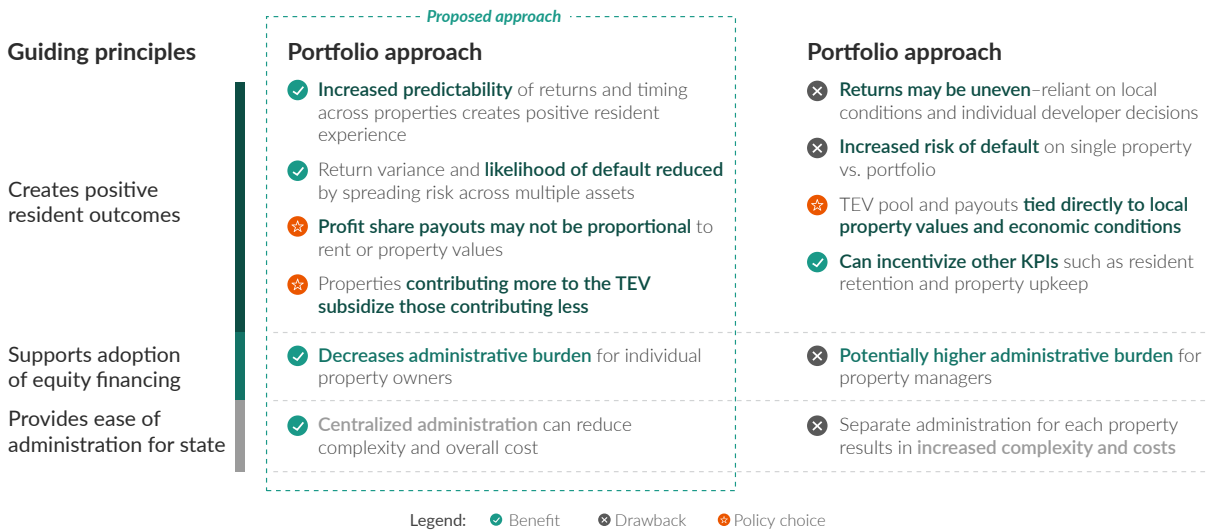 Proposed approach
Guiding principles
Portfolio approach
Portfolio approach
Creates positive
resident outcomes
Increased predictability of returns and timing
across properties creates positive resident
experience
Return variance and likelihood of default reduced
by spreading risk across multiple assets
Profit share payouts may not be proportional to
rent or property values
Properties contributing more to the TEV
subsidize those contributing less
Returns may be uneven–reliant on local
conditions and individual developer decisions
Increased risk of default on single property
vs. portfolio
TEV pool and payouts tied directly to local
property values and economic conditions
Can incentivize other KPIs such as resident
retention and property upkeep
Supports adoption
of equity financing
Decreases administrative burden for individual
property owners
Potentially higher administrative burden for
property managers
Provides ease of
administration for state
Centralized administration can reduce
complexity and overall cost
Separate administration for each property
results in increased complexity and costs
Legend: Benefit Drawback Policy choice